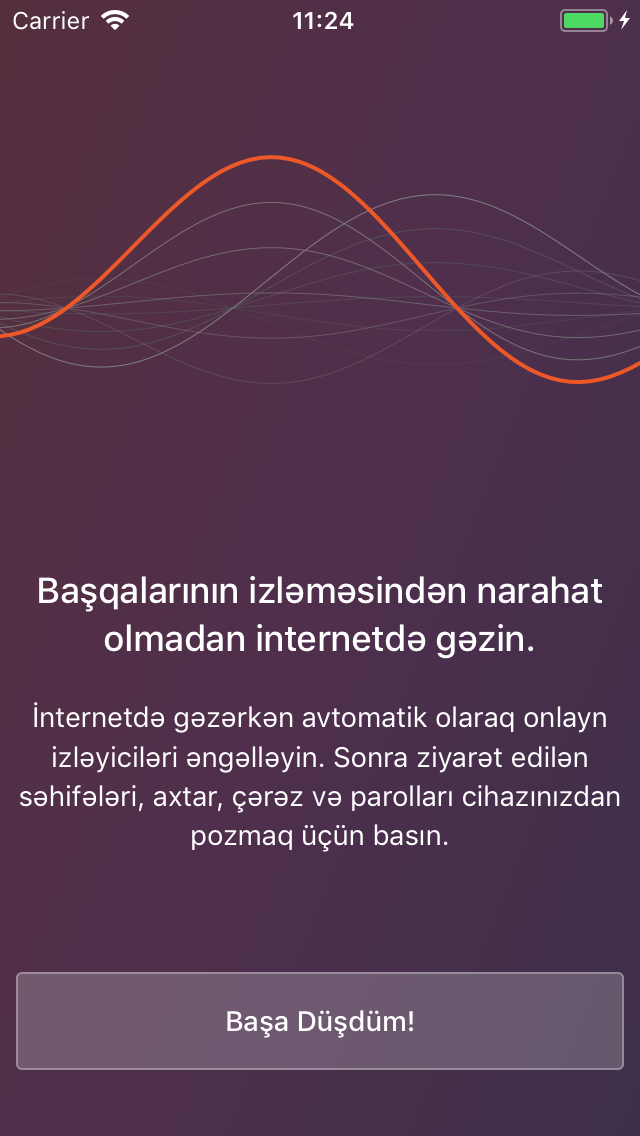 Carrier 11:24
Başqalarının izləməsindən narahat
olmadan internetdə gəzin.
İnternetdə gəzərkən avtomatik olaraq onlayn
izləyiciləri əngəlləyin. Sonra ziyarət edilən
səhifələri, axtar, çərəz və parolları cihazınızdan
pozmaq üçün basın.
Başa Düşdüm!